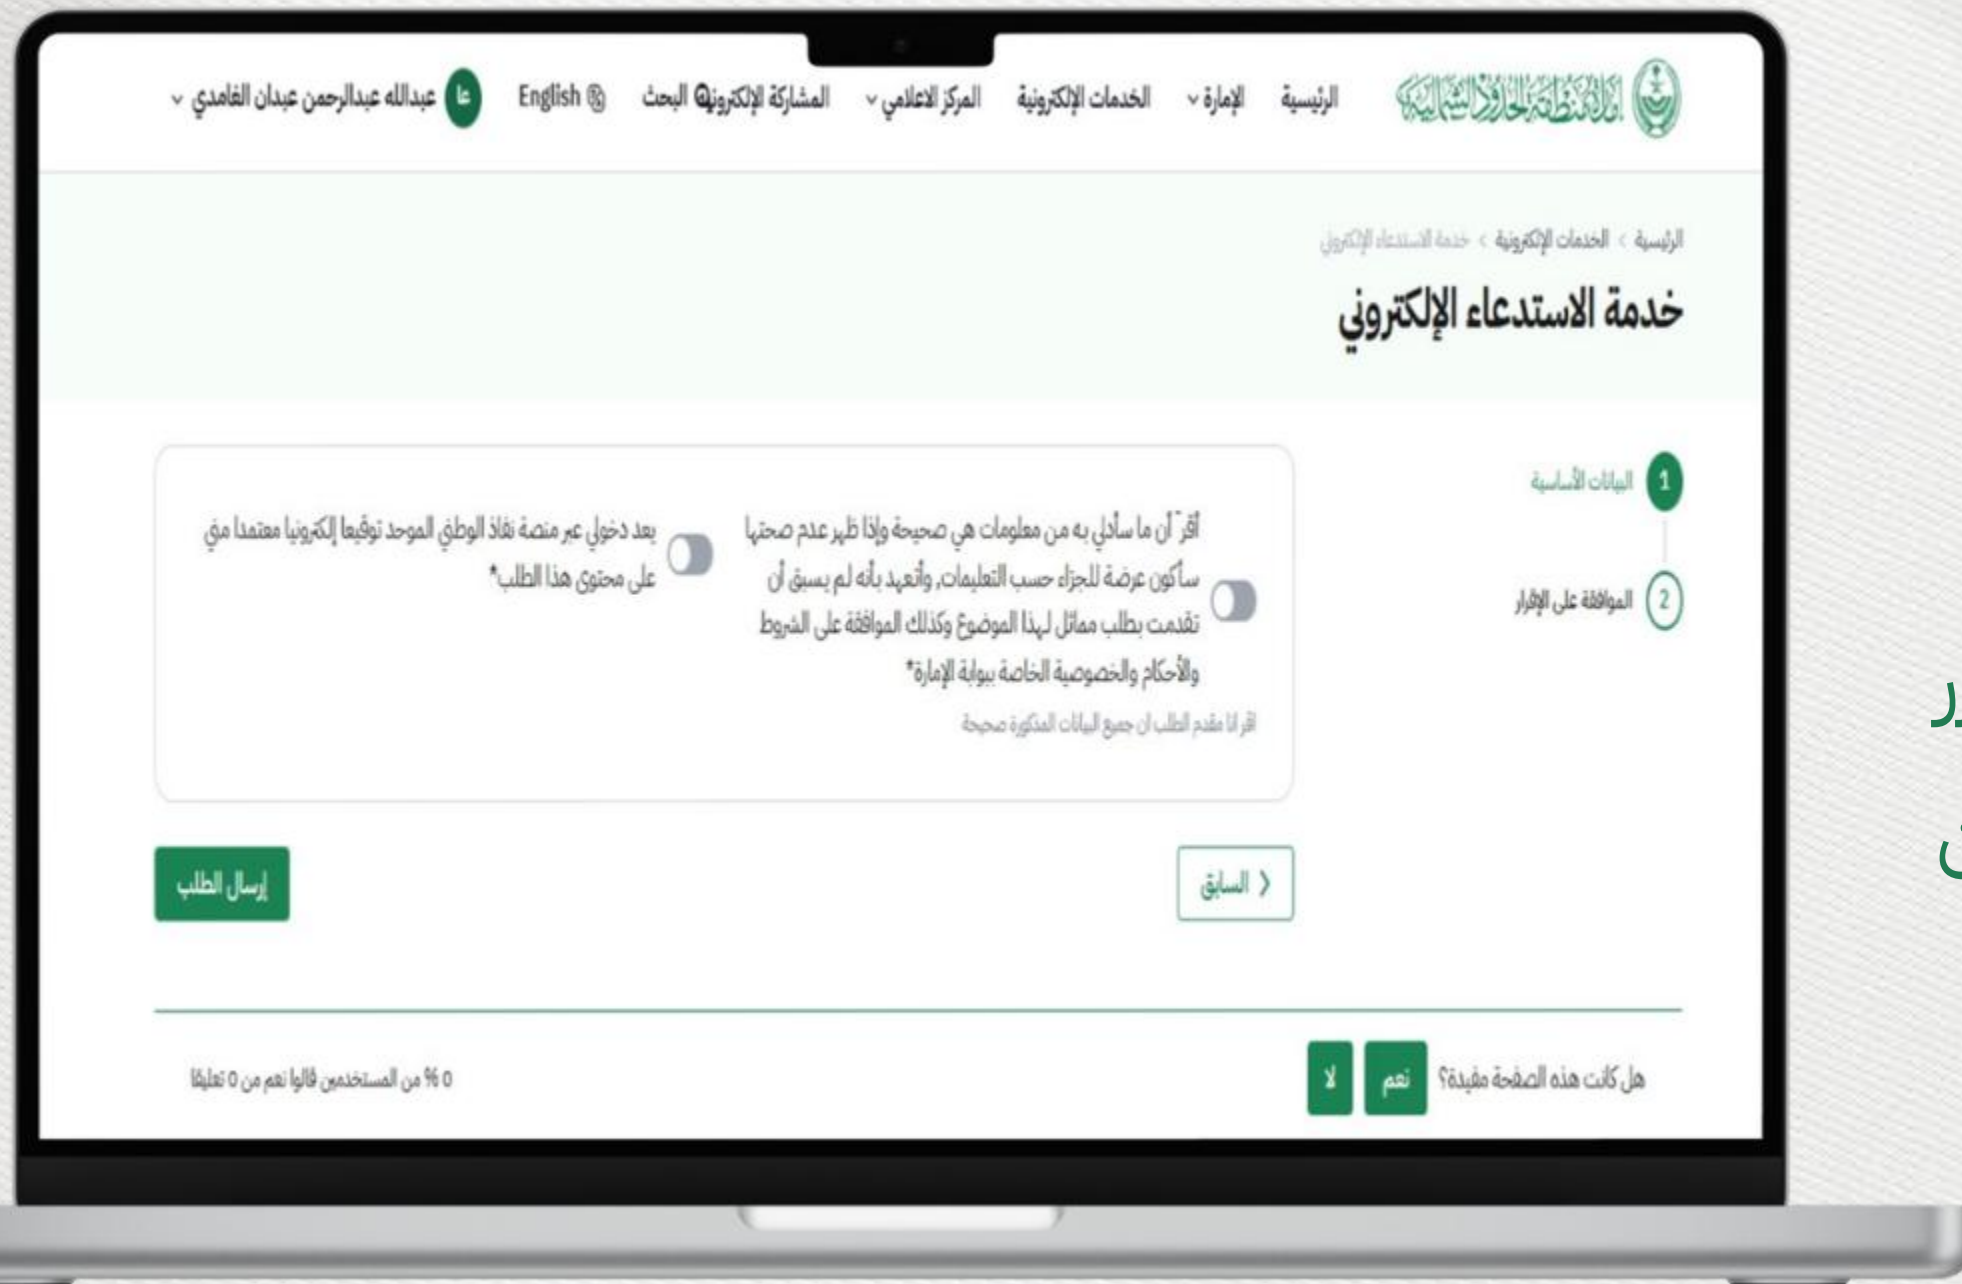 إمارة منطقة الحدود الشمالية
الرئيسية الإمارة الخدمات الإلكترونية المركز الاعلامي المشاركة الإلكترونية البحث English عا عبدالله عبدالرحمن عبدان الغامدي
الرئيسية > الخدمات الإلكترونية > خدمة الاستدعاء الإلكتروني
خدمة الاستدعاء الإلكتروني
1 البيانات الأساسية
2 الموافقة على الإقرار
أقرّ أن ما سأدلي به من معلومات هي صحيحة وإذا ظهر عدم صحتها
سأكون عرضة للجزاء حسب التعليمات, وأتعهد بأنه لم يسبق أن
تقدمت بطلب مماثل لهذا الموضوع وكذلك الموافقة على الشروط
والأحكام والخصوصية الخاصة ببوابة الإمارة*
اقر انا مقدم الطلب ان جميع البيانات المذكورة صحيحة
يعد دخولي عبر منصة نفاذ الوطني الموحد توقيعا إلكترونيا معتمدا مني
على محتوى هذا الطلب*
السابق
إرسال الطلب
هل كانت هذه الصفحة مفيدة؟ نعم لا
0 % من المستخدمين قالوا نعم من 0 تعليقا